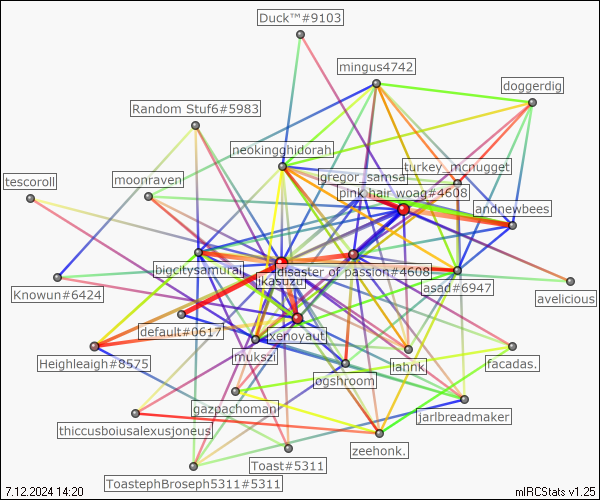 Duck™#9103
mingus4742
doggerdig
Random Stuf6#5983
neokingghidorah
turkey_mcnugget
gregor_samsa
moonraven
tescoroll
pink hair woag#4608
andnewbees
bigcitysamurai
disaster of passion#4608
jkasuzu
asad#6947
Knowun#6424
avelicious
default#0617
xenoyaut
mukszi
Heighleaigh#8575
lahnk
facadas.
ogshroom
gazpachoman
jarlbreadmaker
thiccusboiusalexusjoneus
zeehonk.
Toast#5311
ToastephBroseph5311#5311
7.12.2024 14:20
mIRCStats v1.25